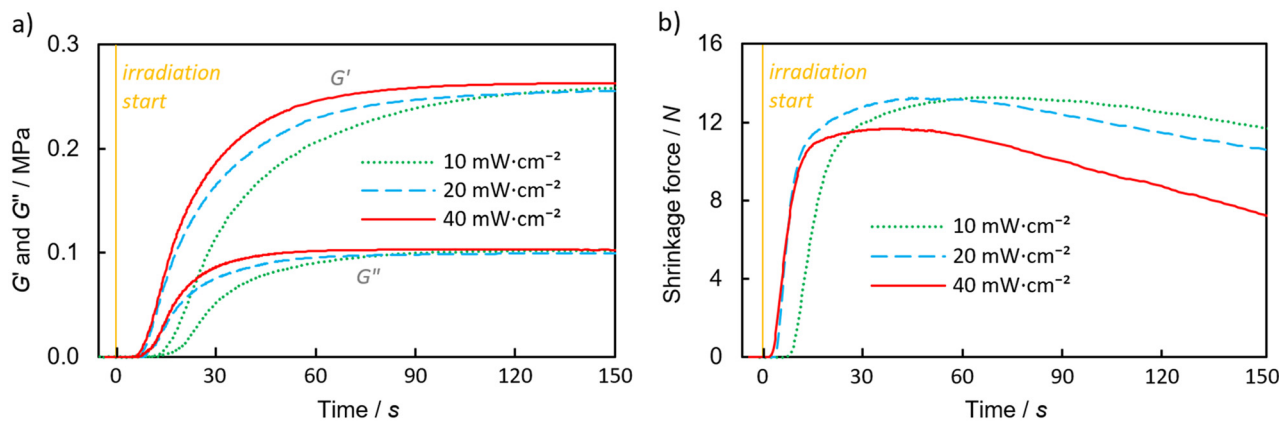 a)
G' and G'' / MPa
0.3
0.2
0.1
0.0
irradiation
start
G'
10 mW·cm⁻²
20 mW·cm⁻²
40 mW·cm⁻²
G''
0
30
60
90
120
150
Time / s
b)
Shrinkage force / N
16
12
8
4
0
irradiation
start
10 mW·cm⁻²
20 mW·cm⁻²
40 mW·cm⁻²
0
30
60
90
120
150
Time / s